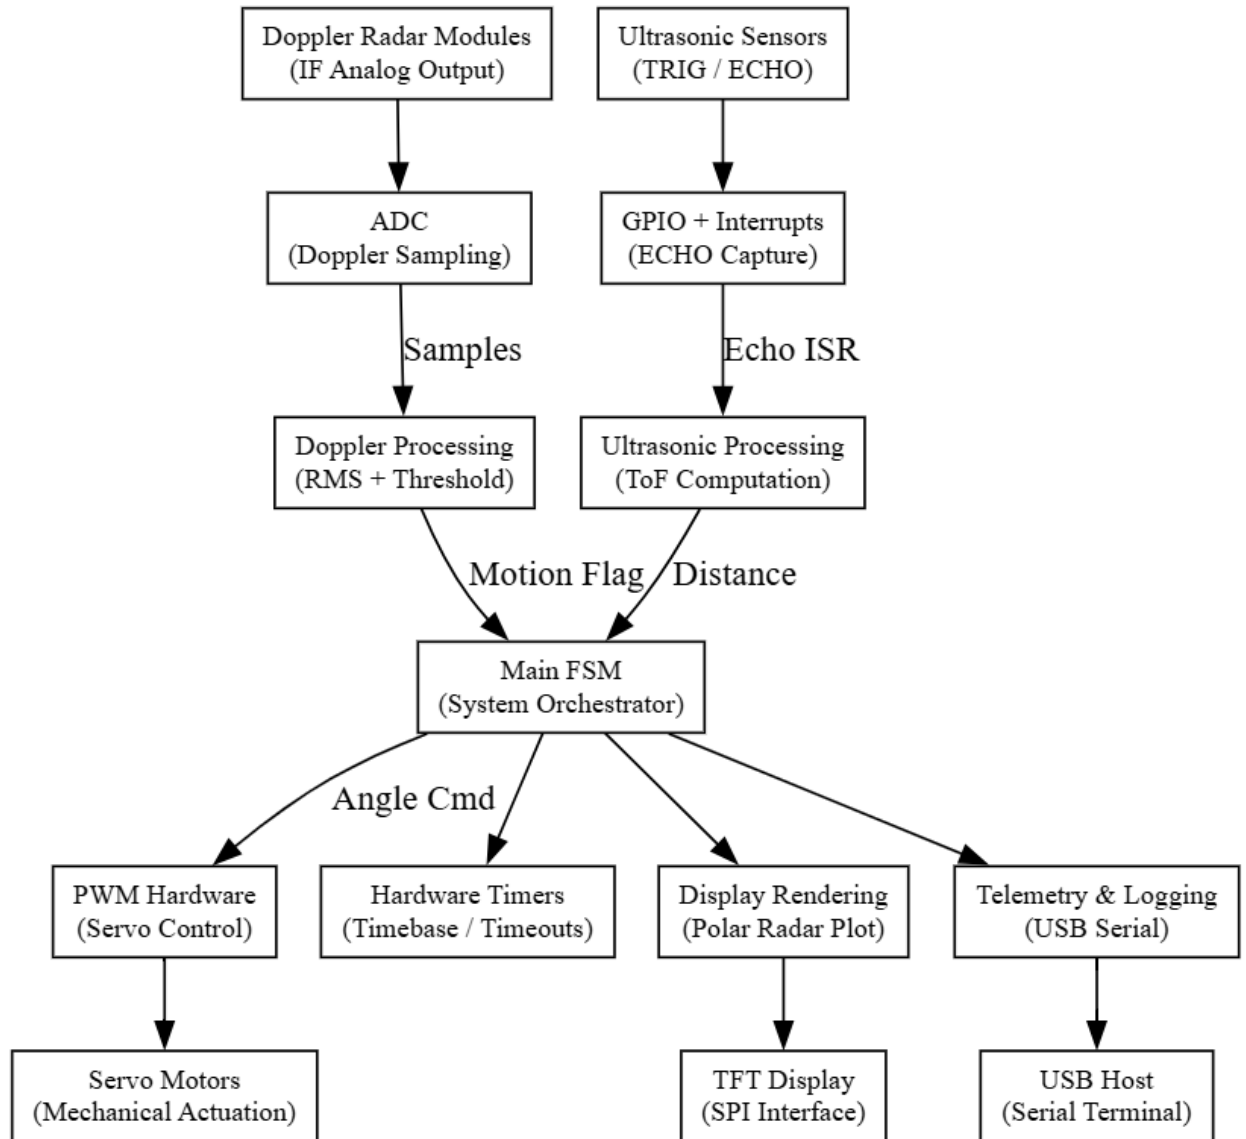 Doppler Radar Modules
(IF Analog Output)
Ultrasonic Sensors
(TRIG / ECHO)
ADC
(Doppler Sampling)
GPIO + Interrupts
(ECHO Capture)
Samples
Echo ISR
Doppler Processing
(RMS + Threshold)
Ultrasonic Processing
(ToF Computation)
Motion Flag
Distance
Main FSM
(System Orchestrator)
Angle Cmd
PWM Hardware
(Servo Control)
Hardware Timers
(Timebase / Timeouts)
Display Rendering
(Polar Radar Plot)
Telemetry & Logging
(USB Serial)
Servo Motors
(Mechanical Actuation)
TFT Display
(SPI Interface)
USB Host
(Serial Terminal)